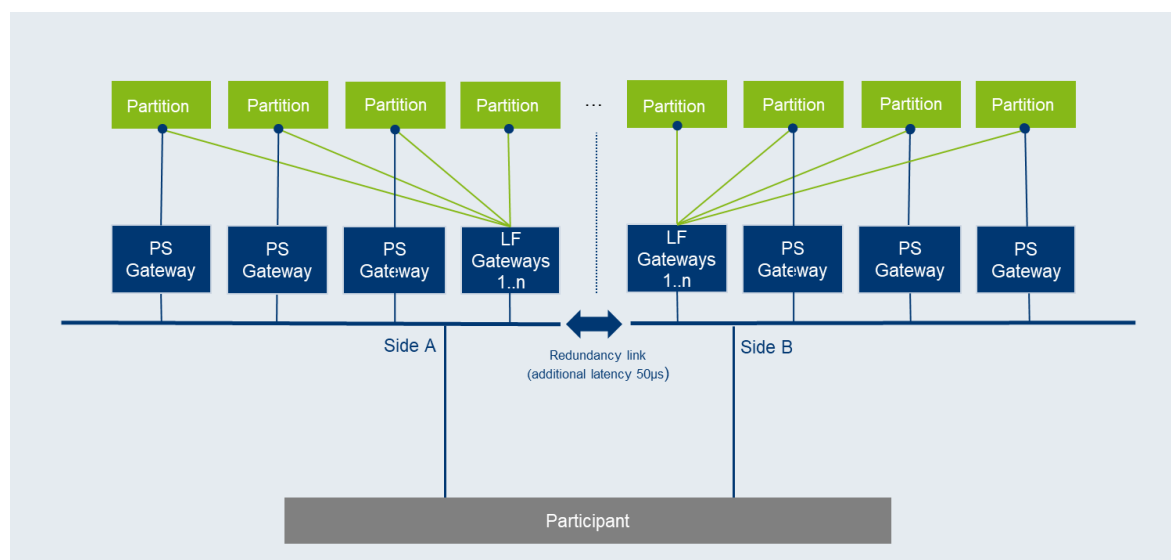 Partition Partition Partition Partition ... Partition Partition Partition Partition
PS Gateway
PS Gateway
PS Gateway
LF Gateways 1..n
LF Gateways 1..n
PS Gateway
PS Gateway
PS Gateway
Side A
Redundancy link
(additional latency 50µs)
Side B
Participant